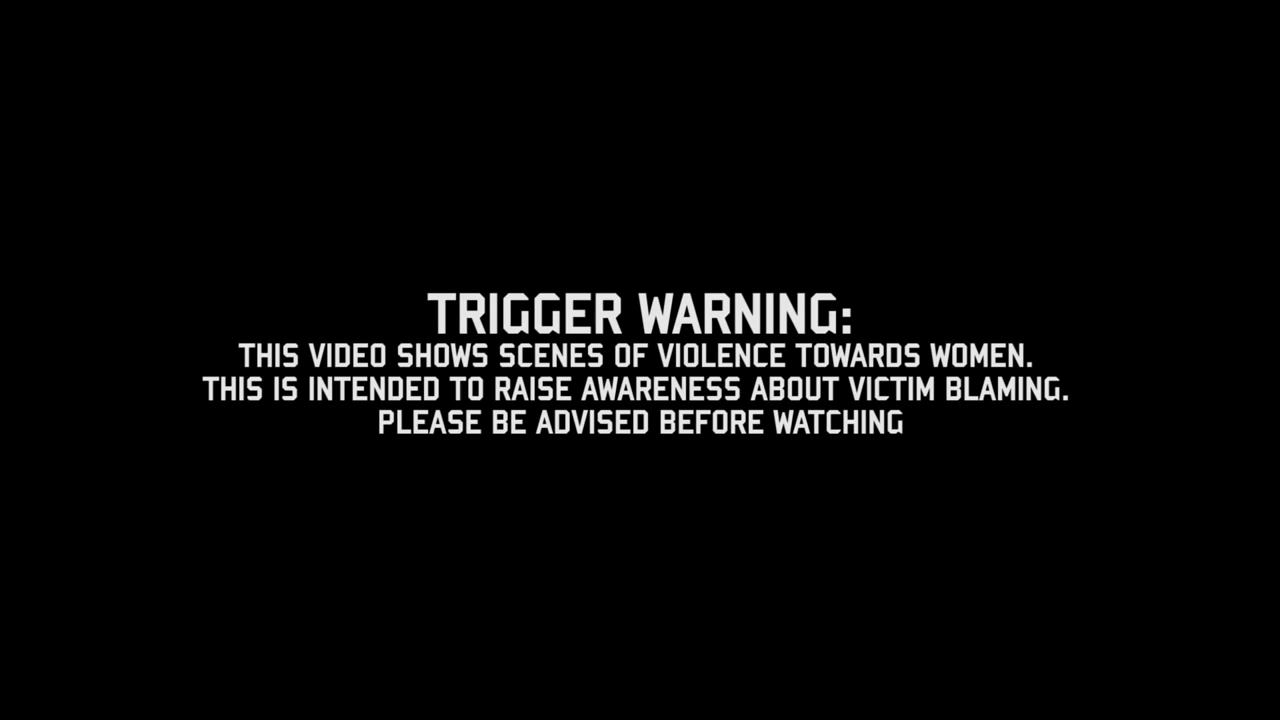 TRIGGER WARNING:
THIS VIDEO SHOWS SCENES OF VIOLENCE TOWARDS WOMEN.
THIS IS INTENDED TO RAISE AWARENESS ABOUT VICTIM BLAMING.
PLEASE BE ADVISED BEFORE WATCHING